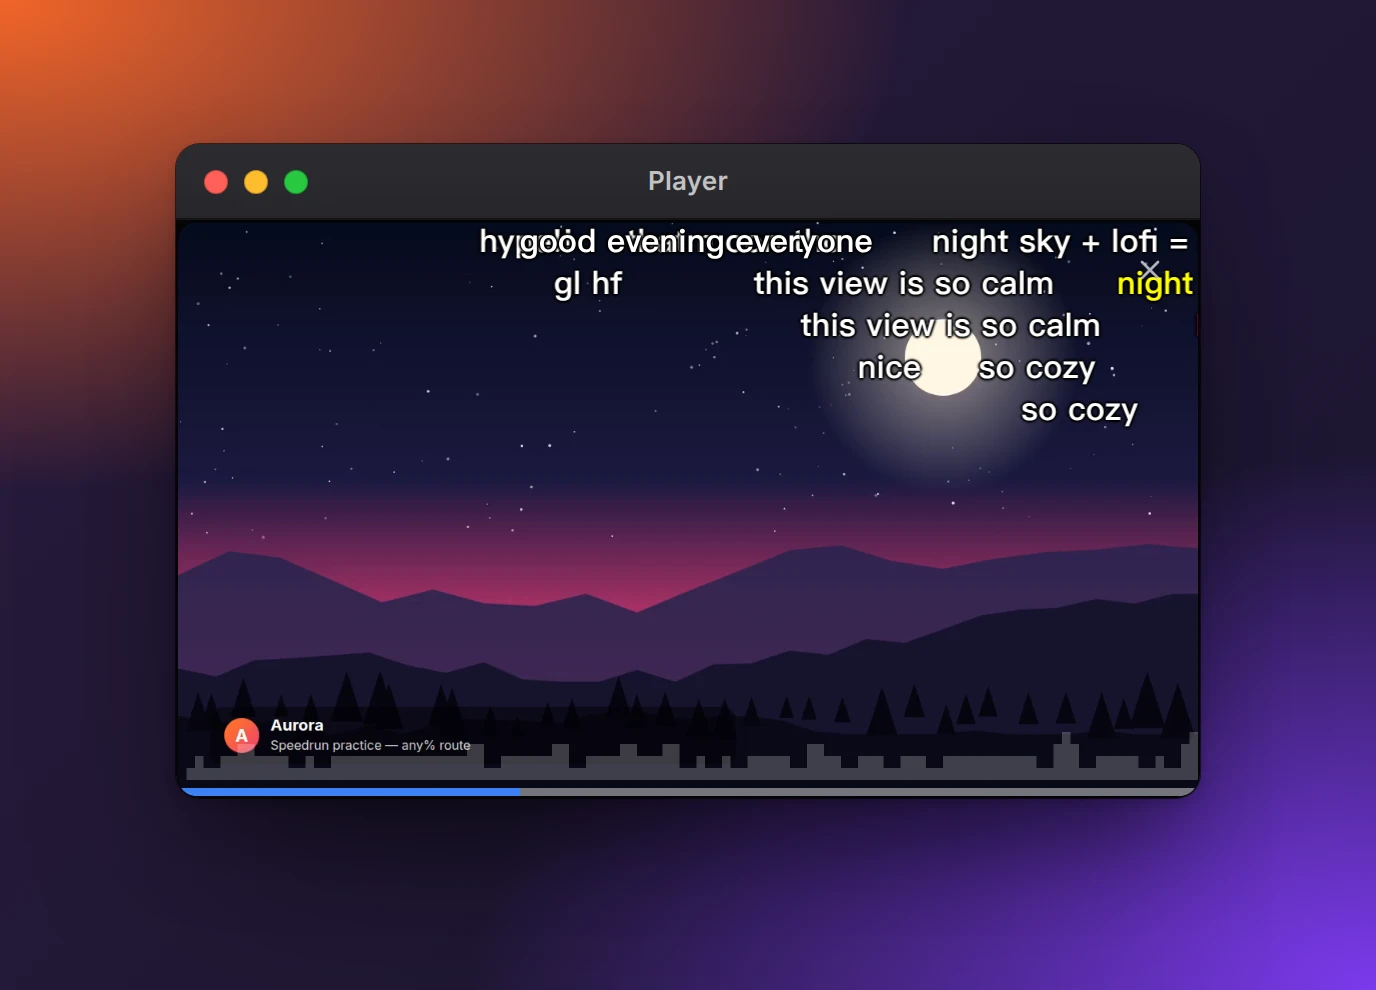 Player
good evening everyone night sky + lofi =
gl hf this view is so calm night
this view is so calm
nice so cozy
so cozy
A
Aurora
Speedrun practice — any% route